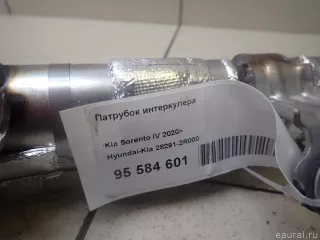 Патрубок интеркулера
<Kia Sorento IV 2020>
Hyundai-Kia 28291-2R000
95 584 601
eaural.ru